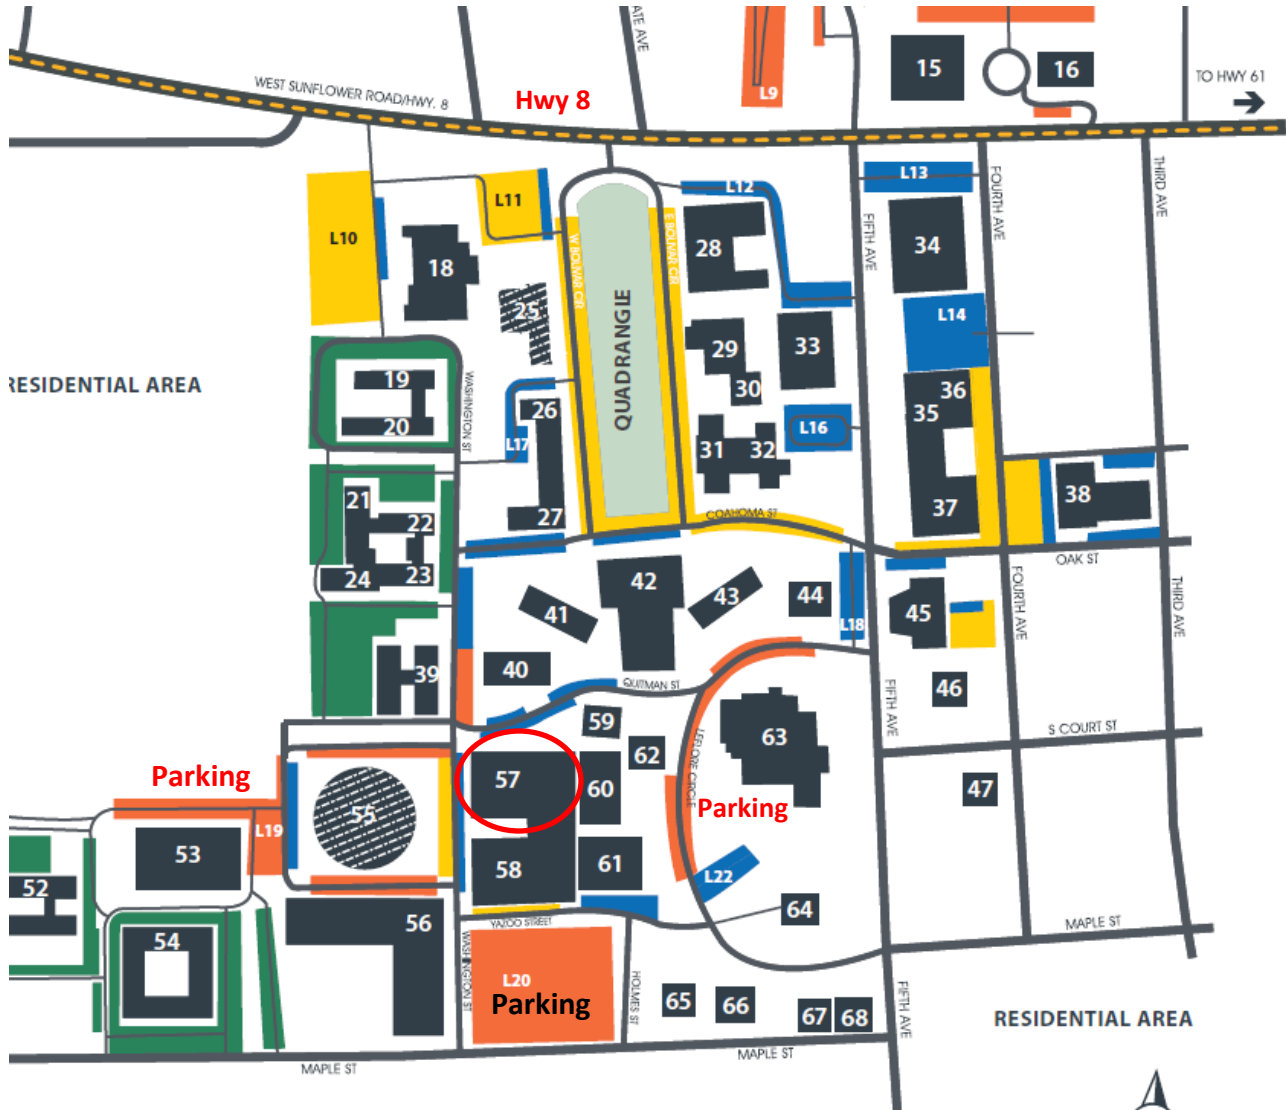 ATE AVE
L9
15
16
TO HWY 61
WEST SUNFLOWER ROAD/HWY. 8
Hwy 8
L10
L11
L12
L13
FOURTH AVE
THIRD AVE
FIFTH AVE
18
25
W BOLIVAR CIR
E BOLIVAR CIR
QUADRANGLE
28
34
L14
29
33
30
RESIDENTIAL AREA
19
20
WASHINGTON ST
26
L17
27
31
32
L16
36
35
37
38
21
22
23
24
COAHOMA ST
OAK ST
42
41
43
44
L18
45
FOURTH AVE
THIRD AVE
39
40
QUITMAN ST
46
FIFTH AVE
59
62
63
S COURT ST
LEFLORE CIRCLE
Parking
57
60
Parking
47
55
L19
53
58
61
L22
52
56
64
YAZOO STREET
MAPLE ST
54
WASHINGTON ST
L20
Parking
HOLMES ST
65
66
67
68
FIFTH AVE
RESIDENTIAL AREA
MAPLE ST
MAPLE ST